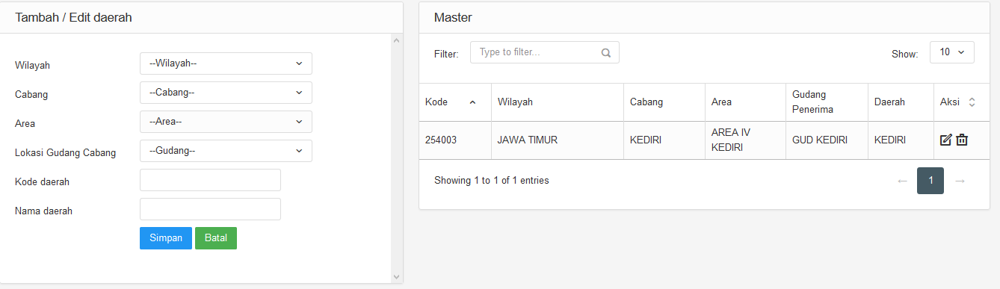 Tambah / Edit daerah
Wilayah
--Wilayah--
Cabang
--Cabang--
Area
--Area--
Lokasi Gudang Cabang
--Gudang--
Kode daerah
Nama daerah
Simpan
Batal
Master
Filter:
Type to filter...
Show:
10
Kode
Wilayah
Cabang
Area
Gudang
Penerima
Daerah
Aksi
254003
JAWA TIMUR
KEDIRI
AREA IV
KEDIRI
GUD KEDIRI
KEDIRI
Showing 1 to 1 of 1 entries
←
1
→